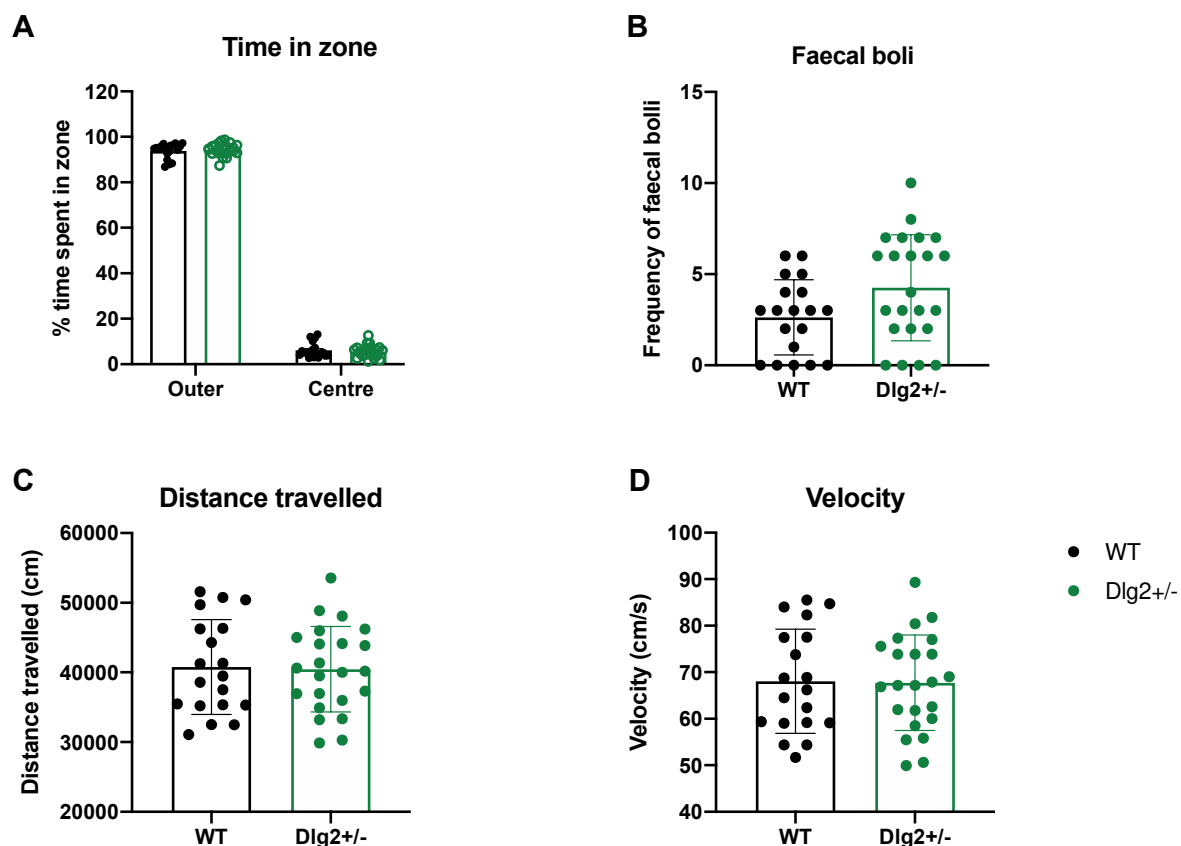 A
Time in zone
% time spent in zone
120
100
80
60
40
20
0
Outer
Centre
B
Faecal boli
Frequency of faecal bolli
15
10
5
0
WT
Dlg2+/-
C
Distance travelled
Distance travelled (cm)
60000
50000
40000
30000
20000
WT
Dlg2+/-
D
Velocity
Velocity (cm/s)
100
90
80
70
60
50
40
WT
Dlg2+/-
WT
Dlg2+/-